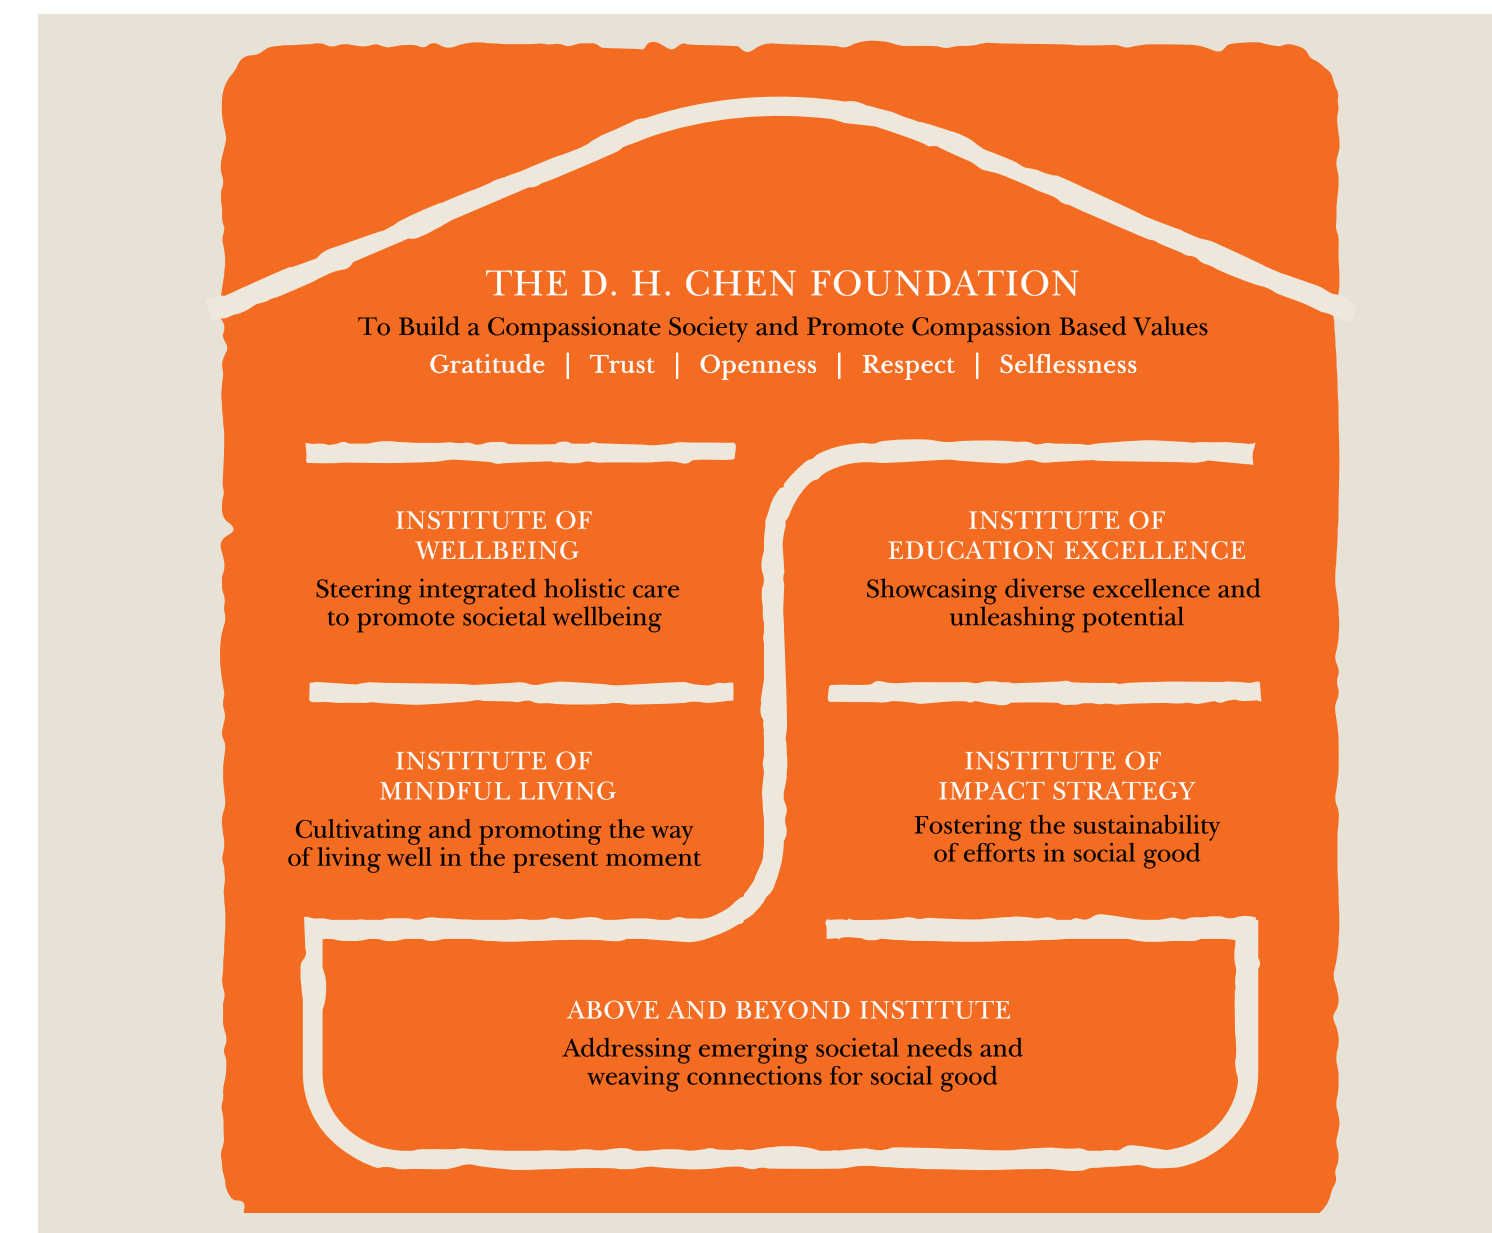 THE D. H. CHEN FOUNDATION
To Build a Compassionate Society and Promote Compassion Based Values
Gratitude | Trust | Openness | Respect | Selflessness
INSTITUTE OF
WELLBEING
Steering integrated holistic care
to promote societal wellbeing
INSTITUTE OF
EDUCATION EXCELLENCE
Showcasing diverse excellence and
unleashing potential
INSTITUTE OF
MINDFUL LIVING
Cultivating and promoting the way
of living well in the present moment
INSTITUTE OF
IMPACT STRATEGY
Fostering the sustainability
of efforts in social good
ABOVE AND BEYOND INSTITUTE
Addressing emerging societal needs and
weaving connections for social good